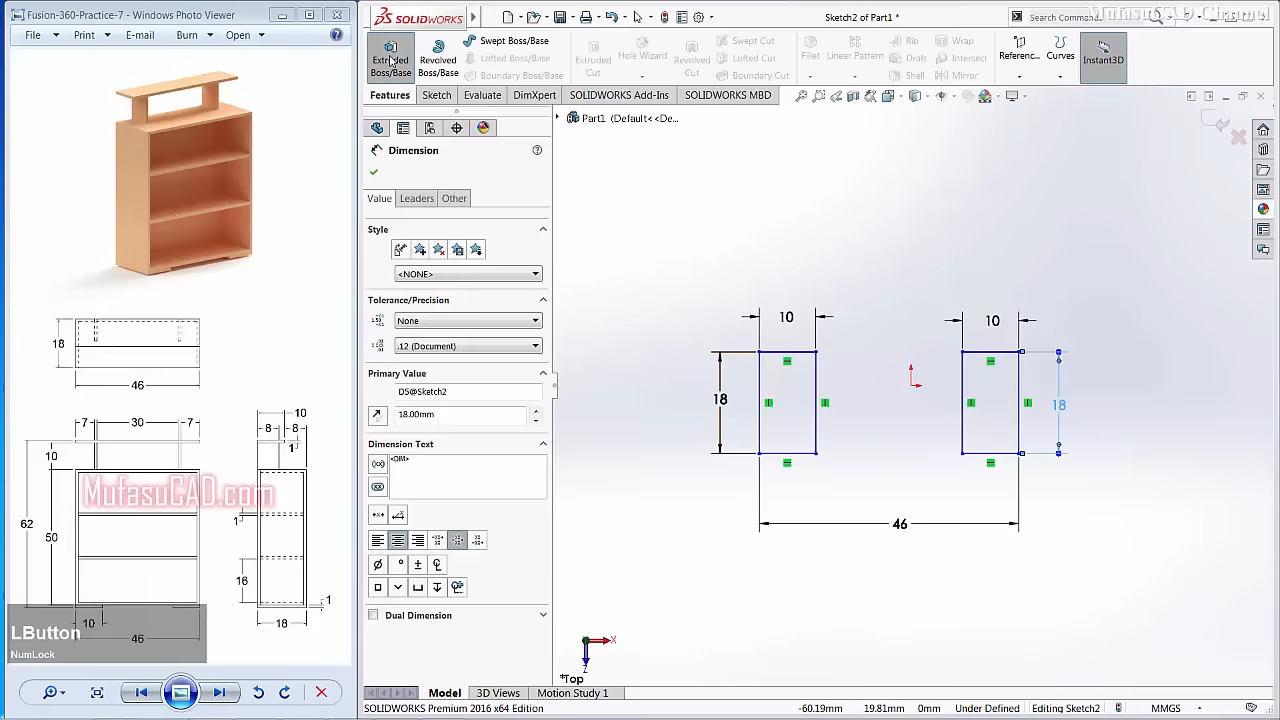 Fusion-360-Practice-7 - Windows Photo Viewer
File
Print
E-mail
Burn
Open
18
46
7
30
7
10
62
50
10
46
10
8
8
1
1
16
1
18
MufasuCAD.com
LButton
NumLock
SOLIDWORKS
Sketch2 of Part1 *
Search Comman...
MufasuCAD Channel
Extruded
Boss/Base
Revolved
Boss/Base
Swept Boss/Base
Lofted Boss/Base
Boundary Boss/Base
Extruded
Cut
Hole Wizard
Revolved
Cut
Swept Cut
Lofted Cut
Boundary Cut
Fillet
Linear Pattern
Rib
Draft
Shell
Wrap
Intersect
Mirror
Referenc...
Curves
Instant3D
Features
Sketch
Evaluate
DimXpert
SOLIDWORKS Add-Ins
SOLIDWORKS MBD
Part1 (Default<<De...
Dimension
Value
Leaders
Other
Style
<NONE>
Tolerance/Precision
None
.12 (Document)
Primary Value
D5@Sketch2
18.00mm
Dimension Text
<DIM>
Dual Dimension
10
10
18
18
46
X
Z
*Top
Model
3D Views
Motion Study 1
SOLIDWORKS Premium 2016 x64 Edition
-60.19mm
19.81mm
0mm
Under Defined
Editing Sketch2
MMGS